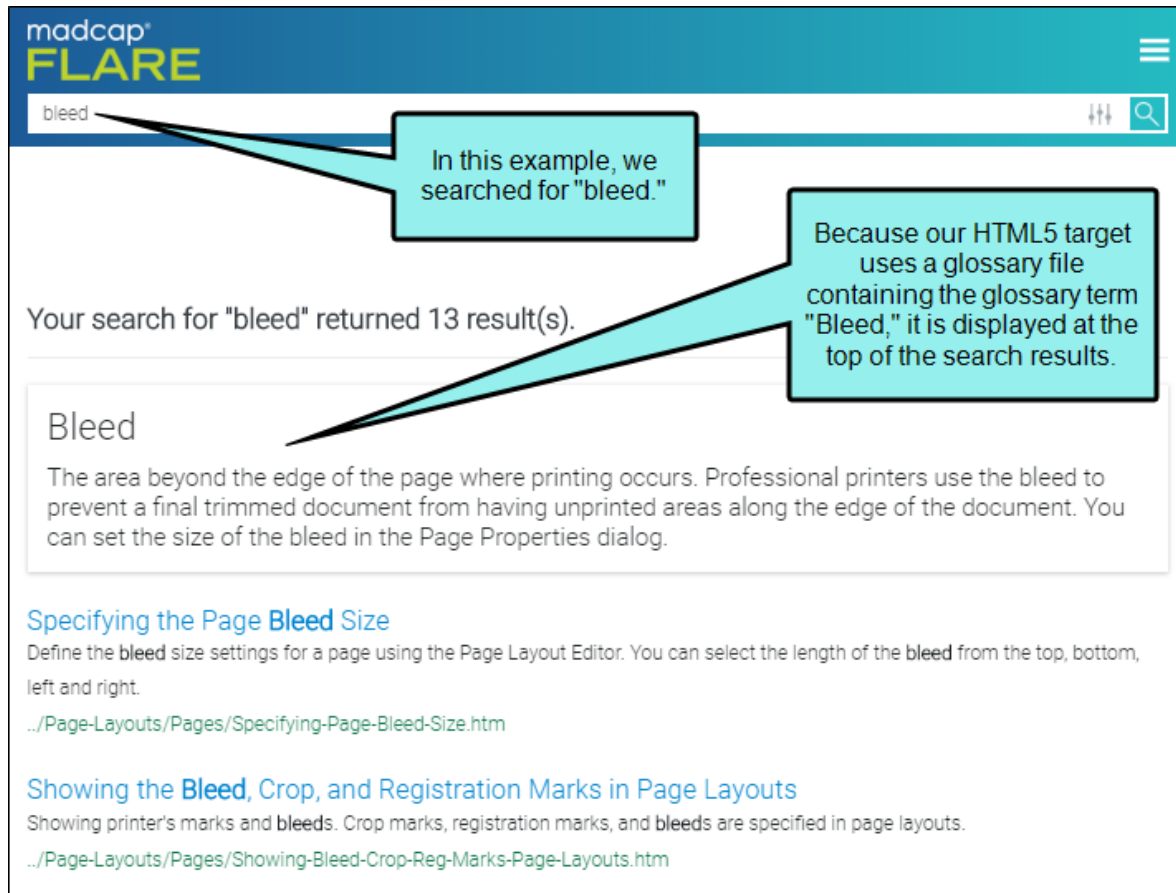 madcap®
FLARE
bleed
In this example, we
searched for "bleed."
Because our HTML5 target
uses a glossary file
containing the glossary term
"Bleed," it is displayed at the
top of the search results.
Your search for "bleed" returned 13 result(s).
Bleed
The area beyond the edge of the page where printing occurs. Professional printers use the bleed to
prevent a final trimmed document from having unprinted areas along the edge of the document. You
can set the size of the bleed in the Page Properties dialog.
Specifying the Page Bleed Size
Define the bleed size settings for a page using the Page Layout Editor. You can select the length of the bleed from the top, bottom,
left and right.
../Page-Layouts/Pages/Specifying-Page-Bleed-Size.htm
Showing the Bleed, Crop, and Registration Marks in Page Layouts
Showing printer's marks and bleeds. Crop marks, registration marks, and bleeds are specified in page layouts.
../Page-Layouts/Pages/Showing-Bleed-Crop-Reg-Marks-Page-Layouts.htm